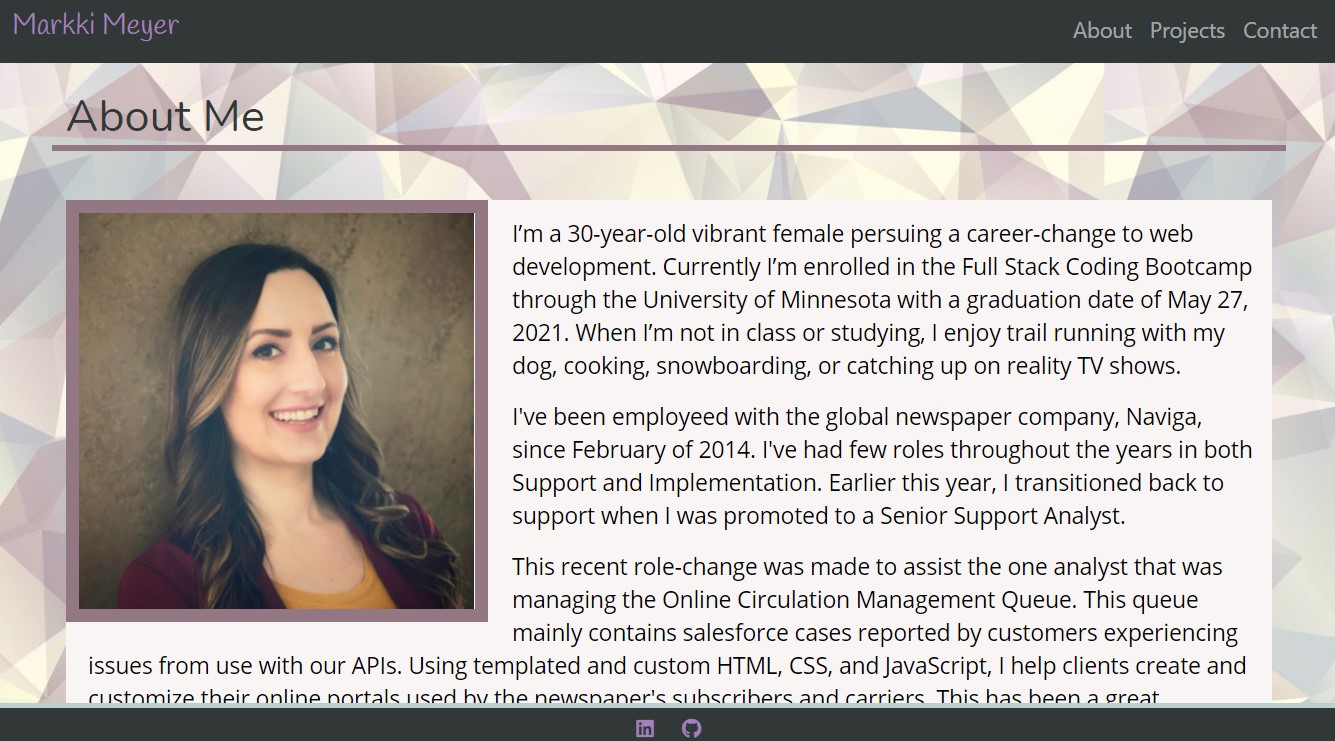 Markki Meyer
About Projects Contact
About Me
I’m a 30-year-old vibrant female persuing a career-change to web
development. Currently I’m enrolled in the Full Stack Coding Bootcamp
through the University of Minnesota with a graduation date of May 27,
2021. When I’m not in class or studying, I enjoy trail running with my
dog, cooking, snowboarding, or catching up on reality TV shows.
I've been employeed with the global newspaper company, Naviga,
since February of 2014. I've had few roles throughout the years in both
Support and Implementation. Earlier this year, I transitioned back to
support when I was promoted to a Senior Support Analyst.
This recent role-change was made to assist the one analyst that was
managing the Online Circulation Management Queue. This queue
mainly contains salesforce cases reported by customers experiencing
issues from use with our APIs. Using templated and custom HTML, CSS, and JavaScript, I help clients create and
customize their online portals used by the newspaper's subscribers and carriers. This has been a great
in